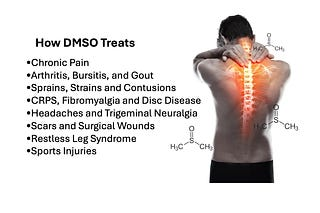 How DMSO Treats
•Chronic Pain
•Arthritis, Bursitis, and Gout
•Sprains, Strains and Contusions
•CRPS, Fibromyalgia and Disc Disease
•Headaches and Trigeminal Neuralgia
•Scars and Surgical Wounds
•Restless Leg Syndrome
•Sports Injuries
O
S
H₃C CH₃
O
S
H₃C CH₃